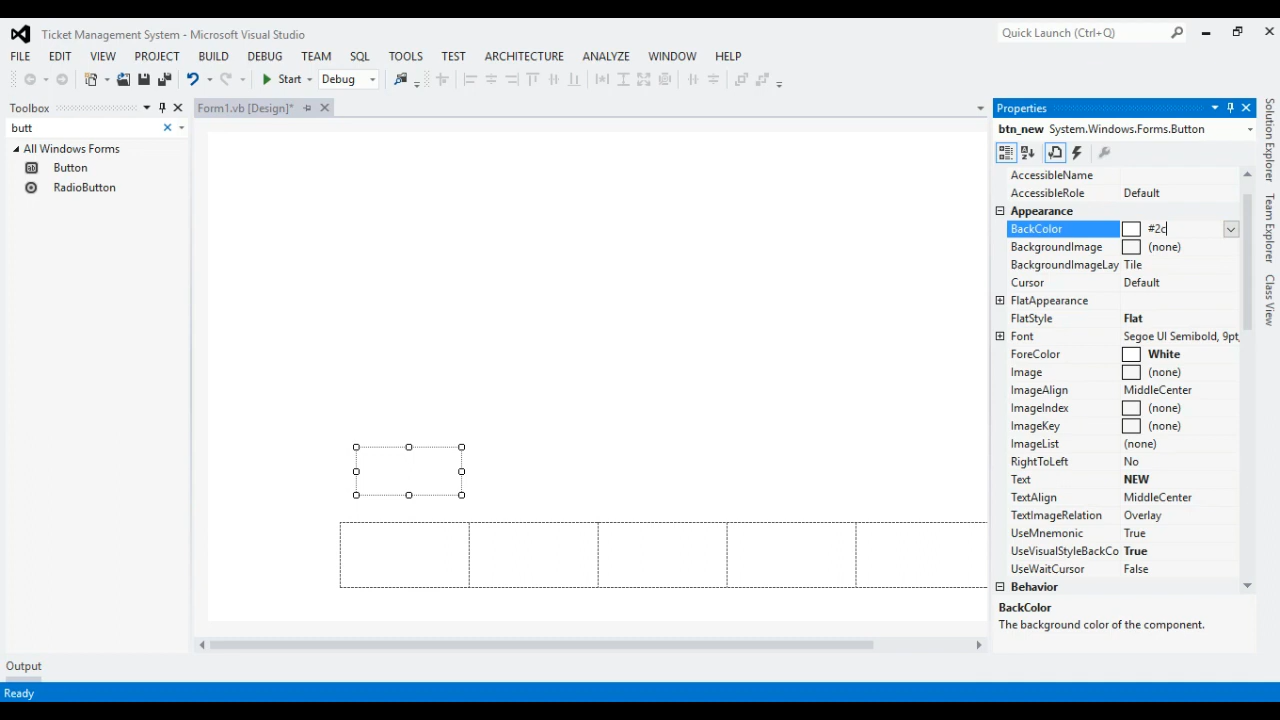 Ticket Management System - Microsoft Visual Studio
Quick Launch (Ctrl+Q)
FILE EDIT VIEW PROJECT BUILD DEBUG TEAM SQL TOOLS TEST ARCHITECTURE ANALYZE WINDOW HELP
Start Debug
Toolbox
butt
All Windows Forms
Button
RadioButton
Form1.vb [Design]*
Properties
btn_new System.Windows.Forms.Button
AccessibleName
AccessibleRole Default
Appearance
BackColor #2c
BackgroundImage (none)
BackgroundImageLay Tile
Cursor Default
FlatAppearance
FlatStyle Flat
Font Segoe UI Semibold, 9pt,
ForeColor White
Image (none)
ImageAlign MiddleCenter
ImageIndex (none)
ImageKey (none)
ImageList (none)
RightToLeft No
Text NEW
TextAlign MiddleCenter
TextImageRelation Overlay
UseMnemonic True
UseVisualStyleBackCo True
UseWaitCursor False
Behavior
BackColor
The background color of the component.
Solution Explorer
Team Explorer
Class View
Output
Ready